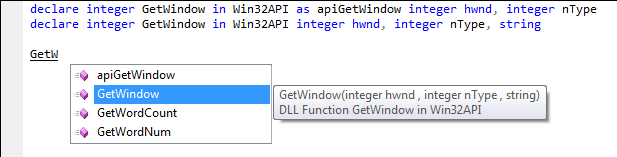 declare integer GetWindow in Win32API as apiGetWindow integer hwnd, integer nType
declare integer GetWindow in Win32API integer hwnd, integer nType, string
GetW
apiGetWindow
GetWindow
GetWordCount
GetWordNum
GetWindow(integer hwnd , integer nType , string)
DLL Function GetWindow in Win32API